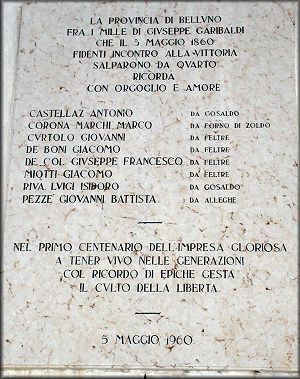 LA PROVINCIA DI BELLVNO
FRA I MILLE DI GIVSEPPE GARIBALDI
CHE IL 5 MAGGIO 1860
FIDENTI INCONTRO ALLA VITTORIA
SALPARONO DA QVARTO
RICORDA
CON ORGOGLIO E AMORE
CASTELLAZ ANTONIO DA GOSALDO
CORONA MARCHI MARCO DA FORNO DI ZOLDO
CVRTOLO GIOVANNI DA FELTRE
DE BONI GIACOMO DA FELTRE
DE COL GIVSEPPE FRANCESCO DA FELTRE
MIOTTI GIACOMO DA FELTRE
RIVA LVIGI ISIDORO DA GOSALDO
PEZZE' GIOVANNI BATTISTA DA ALLEGHE
NEL PRIMO CENTENARIO DELL'IMPRESA GLORIOSA
A TENER VIVO NELLE GENERAZIONI
COL RICORDO DI EPICHE GESTA
IL CVLTO DELLA LIBERTA
5 MAGGIO 1960